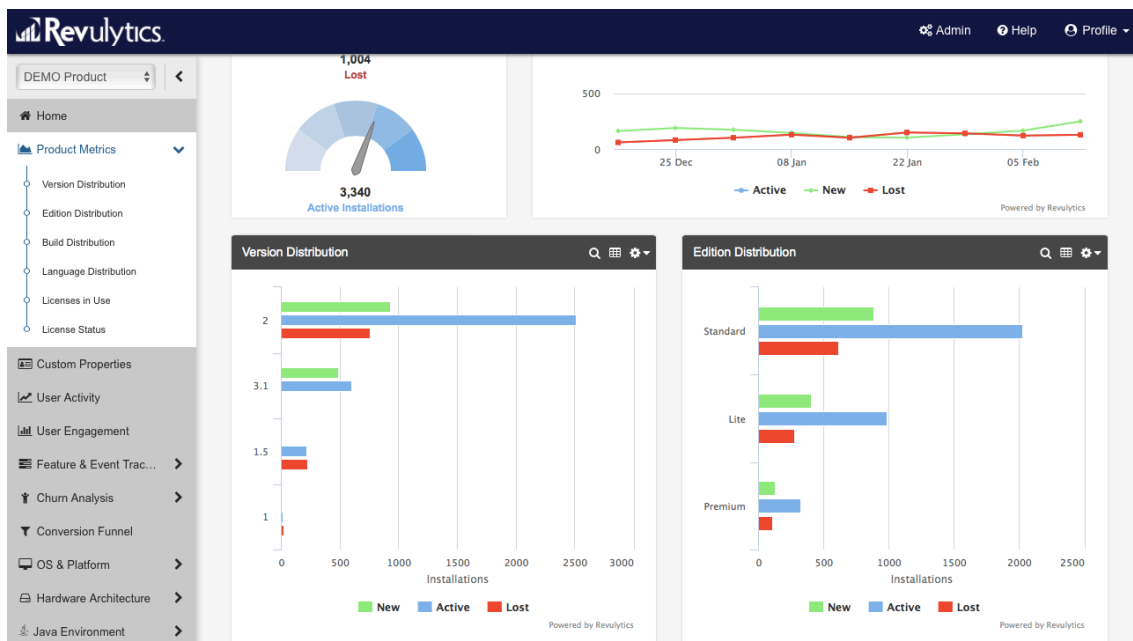 Revulytics
Admin
Help
Profile
DEMO Product
Home
Product Metrics
Version Distribution
Edition Distribution
Build Distribution
Language Distribution
Licenses in Use
License Status
Custom Properties
User Activity
User Engagement
Feature & Event Trac...
Churn Analysis
Conversion Funnel
OS & Platform
Hardware Architecture
Java Environment
1,004
Lost
3,340
Active Installations
500
0
25 Dec 08 Jan 22 Jan 05 Feb
Active New Lost
Powered by Revulytics
Version Distribution
2
3.1
1.5
1
0 500 1000 1500 2000 2500 3000
Installations
New Active Lost
Powered by Revulytics
Edition Distribution
Standard
Lite
Premium
0 500 1000 1500 2000 2500
Installations
New Active Lost
Powered by Revulytics